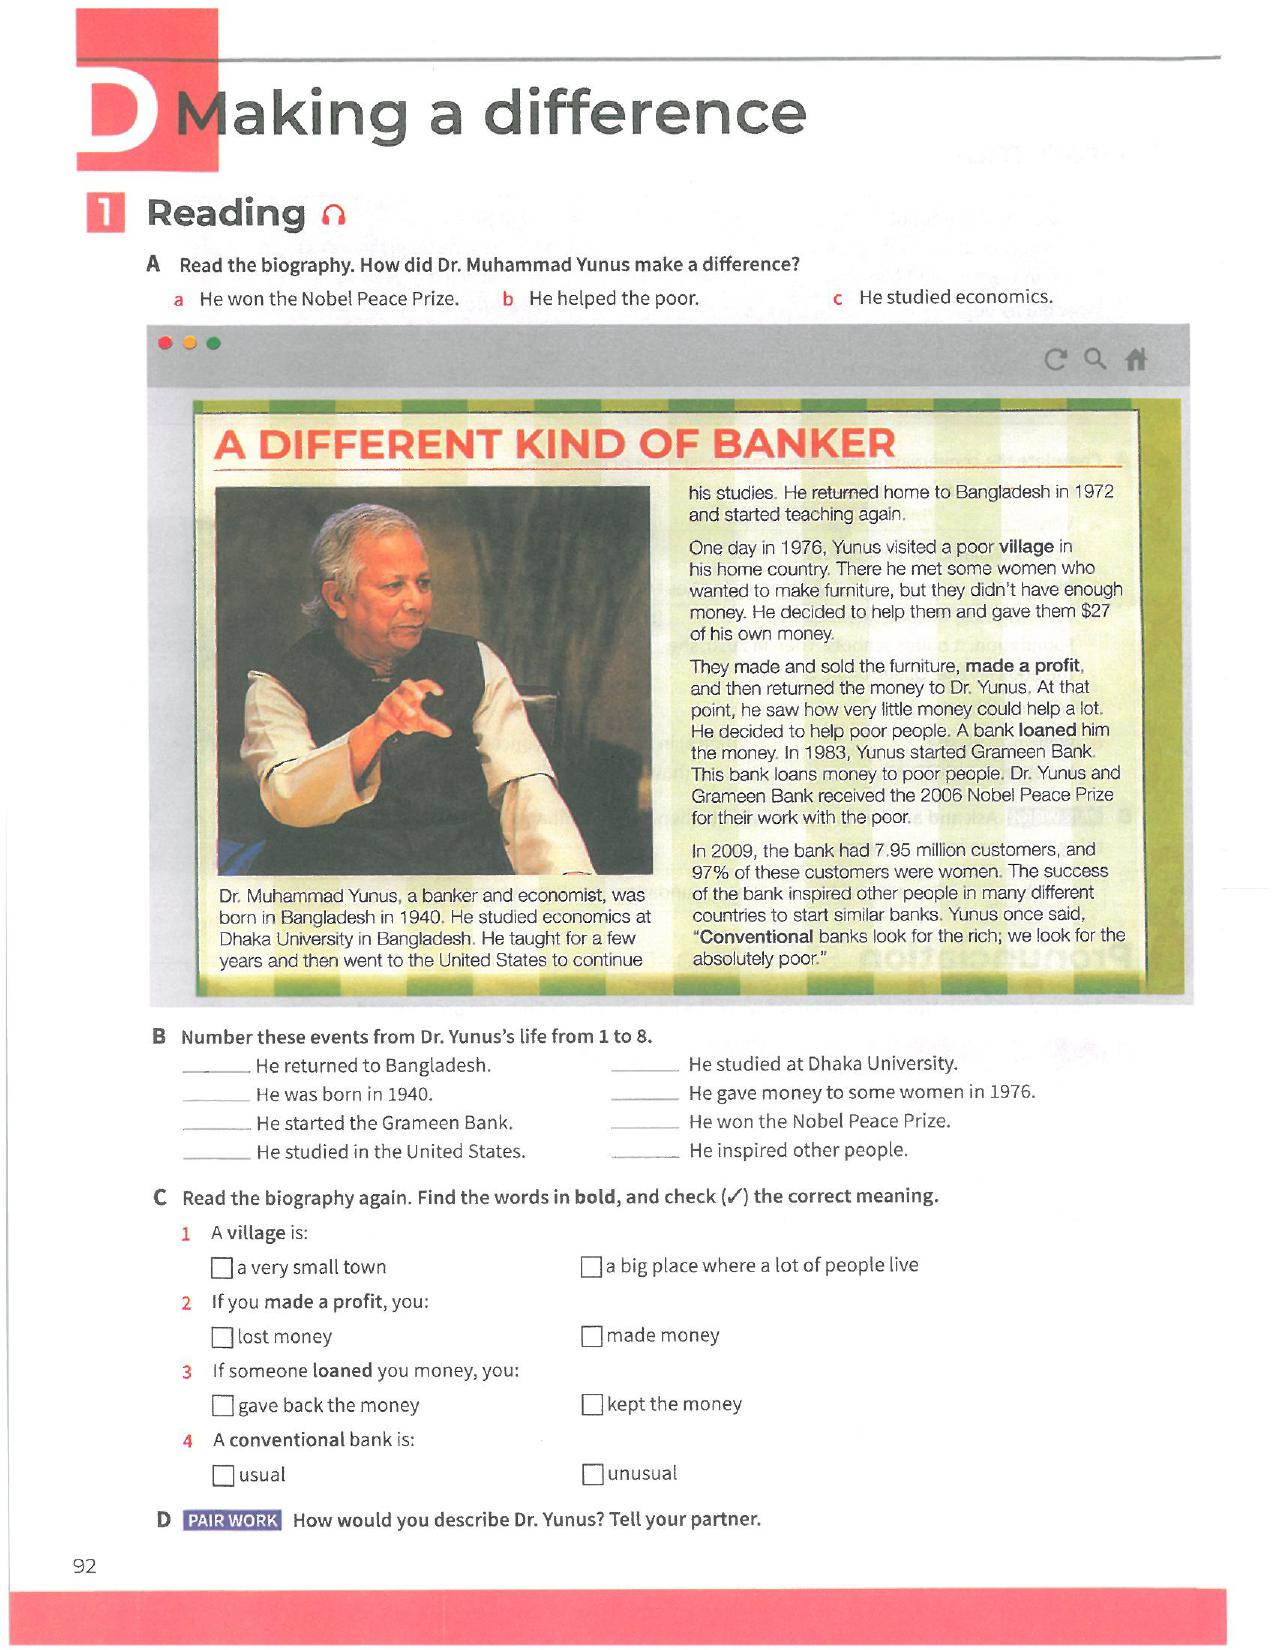 D Making a difference
1 Reading
A Read the biography. How did Dr. Muhammad Yunus make a difference?
a He won the Nobel Peace Prize. b He helped the poor. c He studied economics.
A DIFFERENT KIND OF BANKER
Dr. Muhammad Yunus, a banker and economist, was
born in Bangladesh in 1940. He studied economics at
Dhaka University in Bangladesh. He taught for a few
years and then went to the United States to continue
his studies. He returned home to Bangladesh in 1972
and started teaching again.
One day in 1976, Yunus visited a poor village in
his home country. There he met some women who
wanted to make furniture, but they didn't have enough
money. He decided to help them and gave them $27
of his own money.
They made and sold the furniture, made a profit,
and then returned the money to Dr. Yunus. At that
point, he saw how very little money could help a lot.
He decided to help poor people. A bank loaned him
the money. In 1983, Yunus started Grameen Bank.
This bank loans money to poor people. Dr. Yunus and
Grameen Bank received the 2006 Nobel Peace Prize
for their work with the poor.
In 2009, the bank had 7.95 million customers, and
97% of these customers were women. The success
of the bank inspired other people in many different
countries to start similar banks. Yunus once said,
"Conventional banks look for the rich; we look for the
absolutely poor."
B Number these events from Dr. Yunus's life from 1 to 8.
______ He returned to Bangladesh. ______ He studied at Dhaka University.
______ He was born in 1940. ______ He gave money to some women in 1976.
______ He started the Grameen Bank. ______ He won the Nobel Peace Prize.
______ He studied in the United States. ______ He inspired other people.
C Read the biography again. Find the words in bold, and check (✓) the correct meaning.
1 A village is:
☐ a very small town ☐ a big place where a lot of people live
2 If you made a profit, you:
☐ lost money ☐ made money
3 If someone loaned you money, you:
☐ gave back the money ☐ kept the money
4 A conventional bank is:
☐ usual ☐ unusual
D PAIR WORK How would you describe Dr. Yunus? Tell your partner.
92